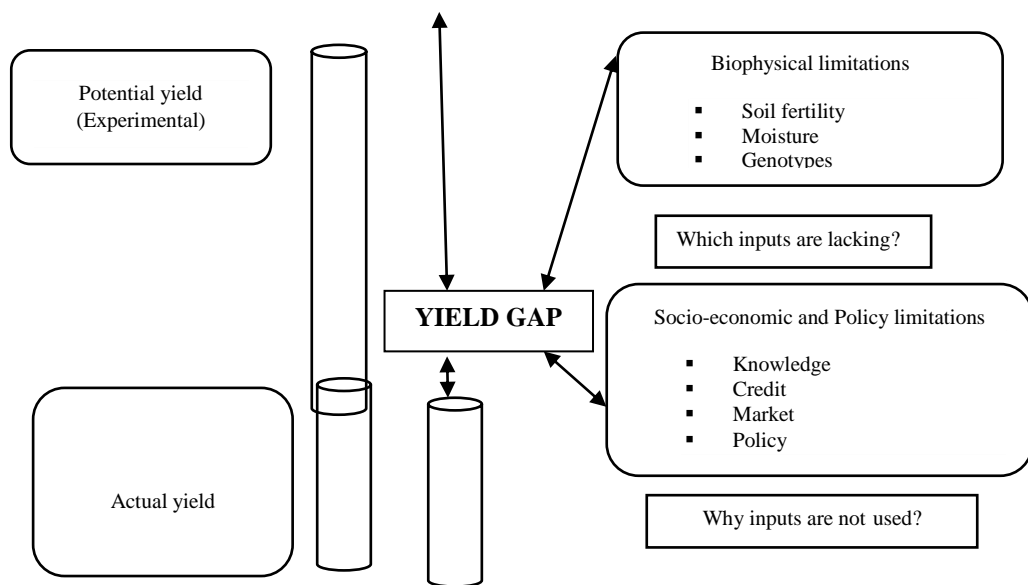 Potential yield
(Experimental)
Biophysical limitations
▪ Soil fertility
▪ Moisture
▪ Genotypes
Which inputs are lacking?
YIELD GAP
Socio-economic and Policy limitations
▪ Knowledge
▪ Credit
▪ Market
▪ Policy
Actual yield
Why inputs are not used?